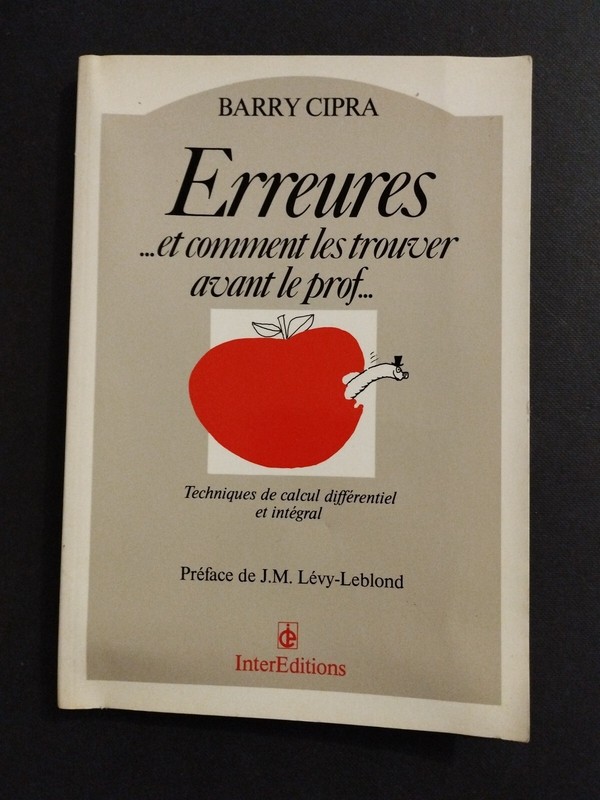 BARRY CIPRA
Erreures
...et comment les trouver
avant le prof...
Techniques de calcul différentiel
et intégral
Préface de J.M. Lévy-Leblond
ie
InterEditions